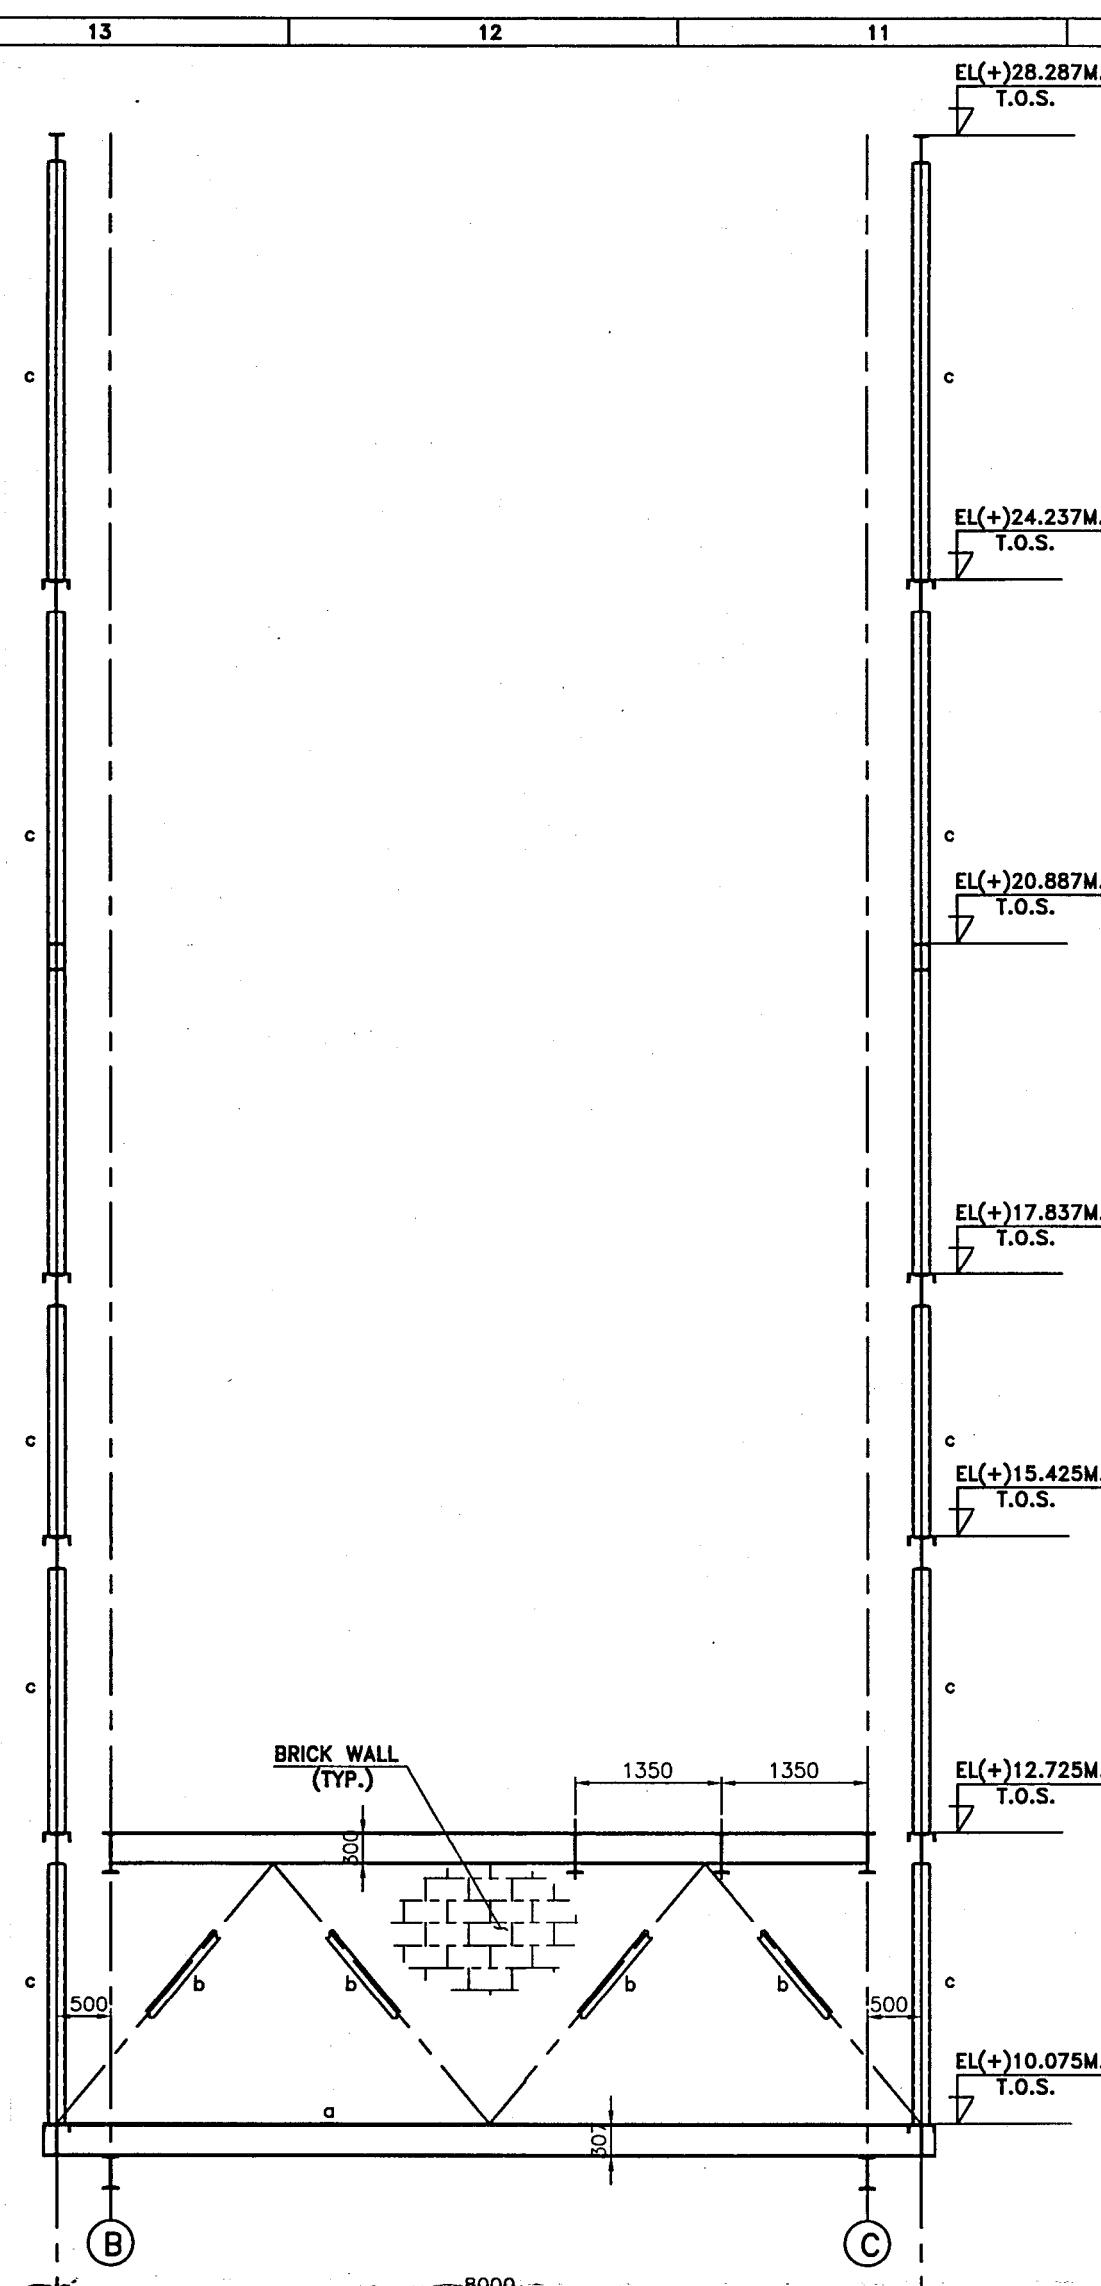 13 12 11
EL(+)28.287M.
T.O.S.
c c
EL(+)24.237M.
T.O.S.
c c
EL(+)20.887M.
T.O.S.
EL(+)17.837M.
T.O.S.
c c
EL(+)15.425M.
T.O.S.
c c
BRICK WALL
(TYP.)
1350 1350
EL(+)12.725M.
T.O.S.
300
c b b b b c
500 500
EL(+)10.075M.
T.O.S.
a
307
B C
8000